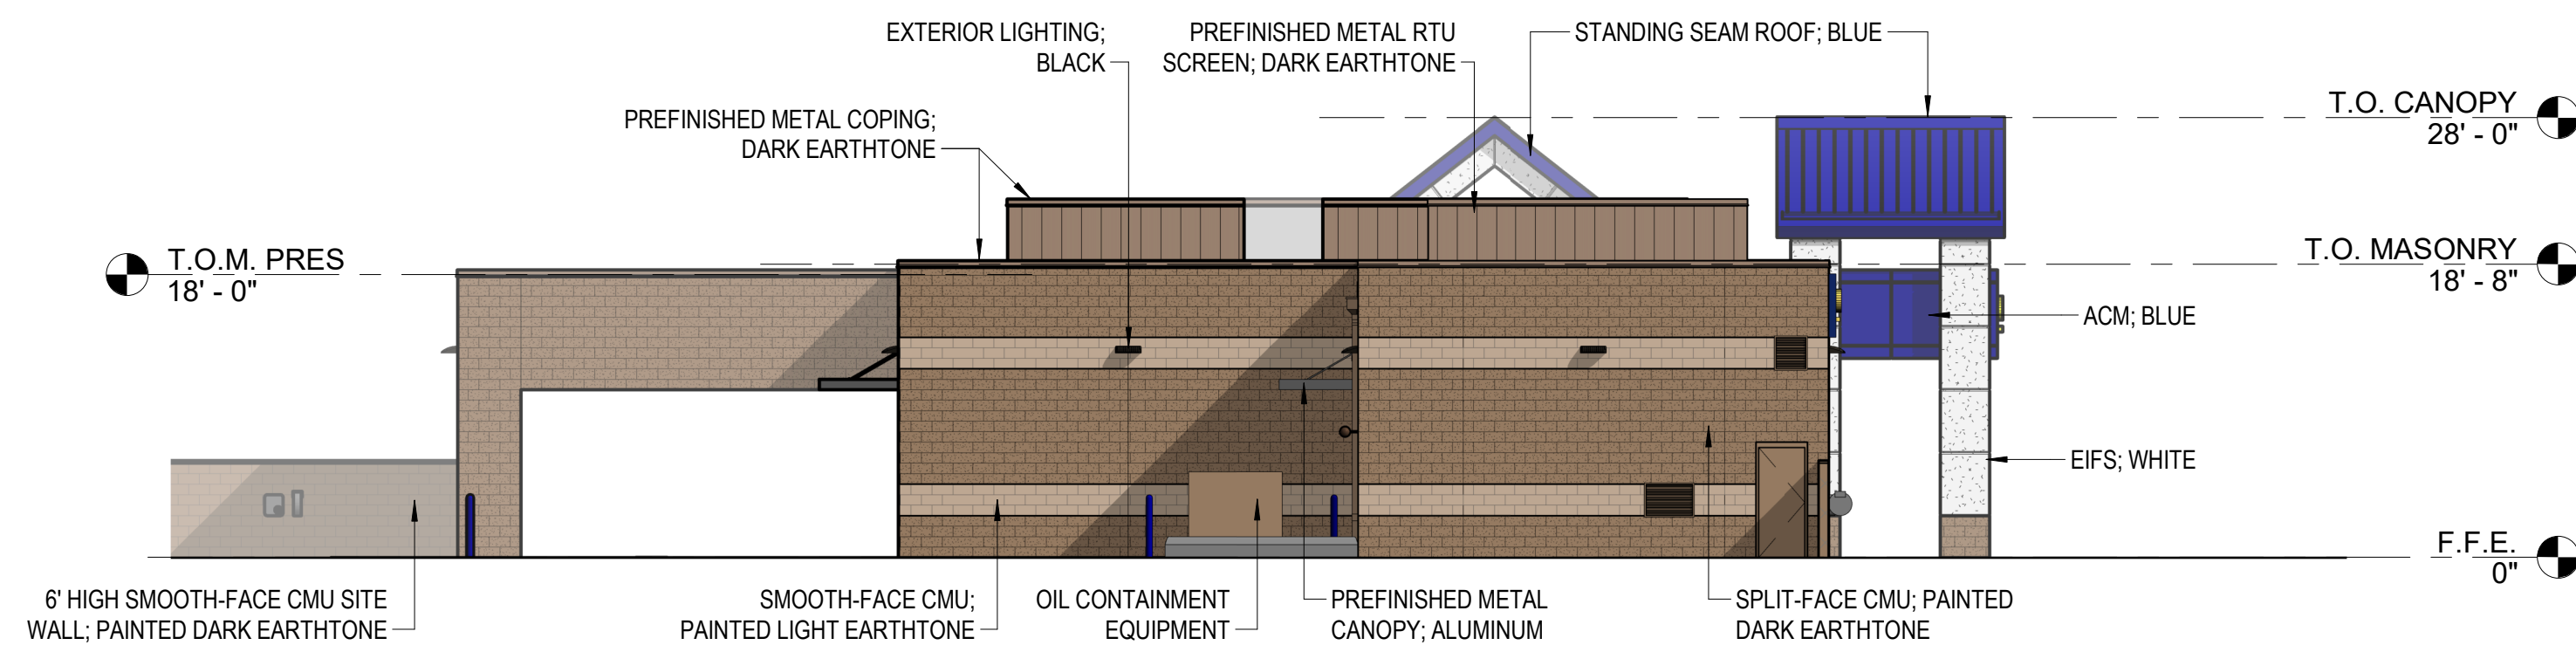 EXTERIOR LIGHTING;
BLACK
PREFINISHED METAL RTU
SCREEN; DARK EARTHTONE
STANDING SEAM ROOF; BLUE
PREFINISHED METAL COPING;
DARK EARTHTONE
T.O. CANOPY
28' - 0"
T.O.M. PRES
18' - 0"
T.O. MASONRY
18' - 8"
ACM; BLUE
EIFS; WHITE
F.F.E.
0"
6' HIGH SMOOTH-FACE CMU SITE
WALL; PAINTED DARK EARTHTONE
SMOOTH-FACE CMU;
PAINTED LIGHT EARTHTONE
OIL CONTAINMENT
EQUIPMENT
PREFINISHED METAL
CANOPY; ALUMINUM
SPLIT-FACE CMU; PAINTED
DARK EARTHTONE